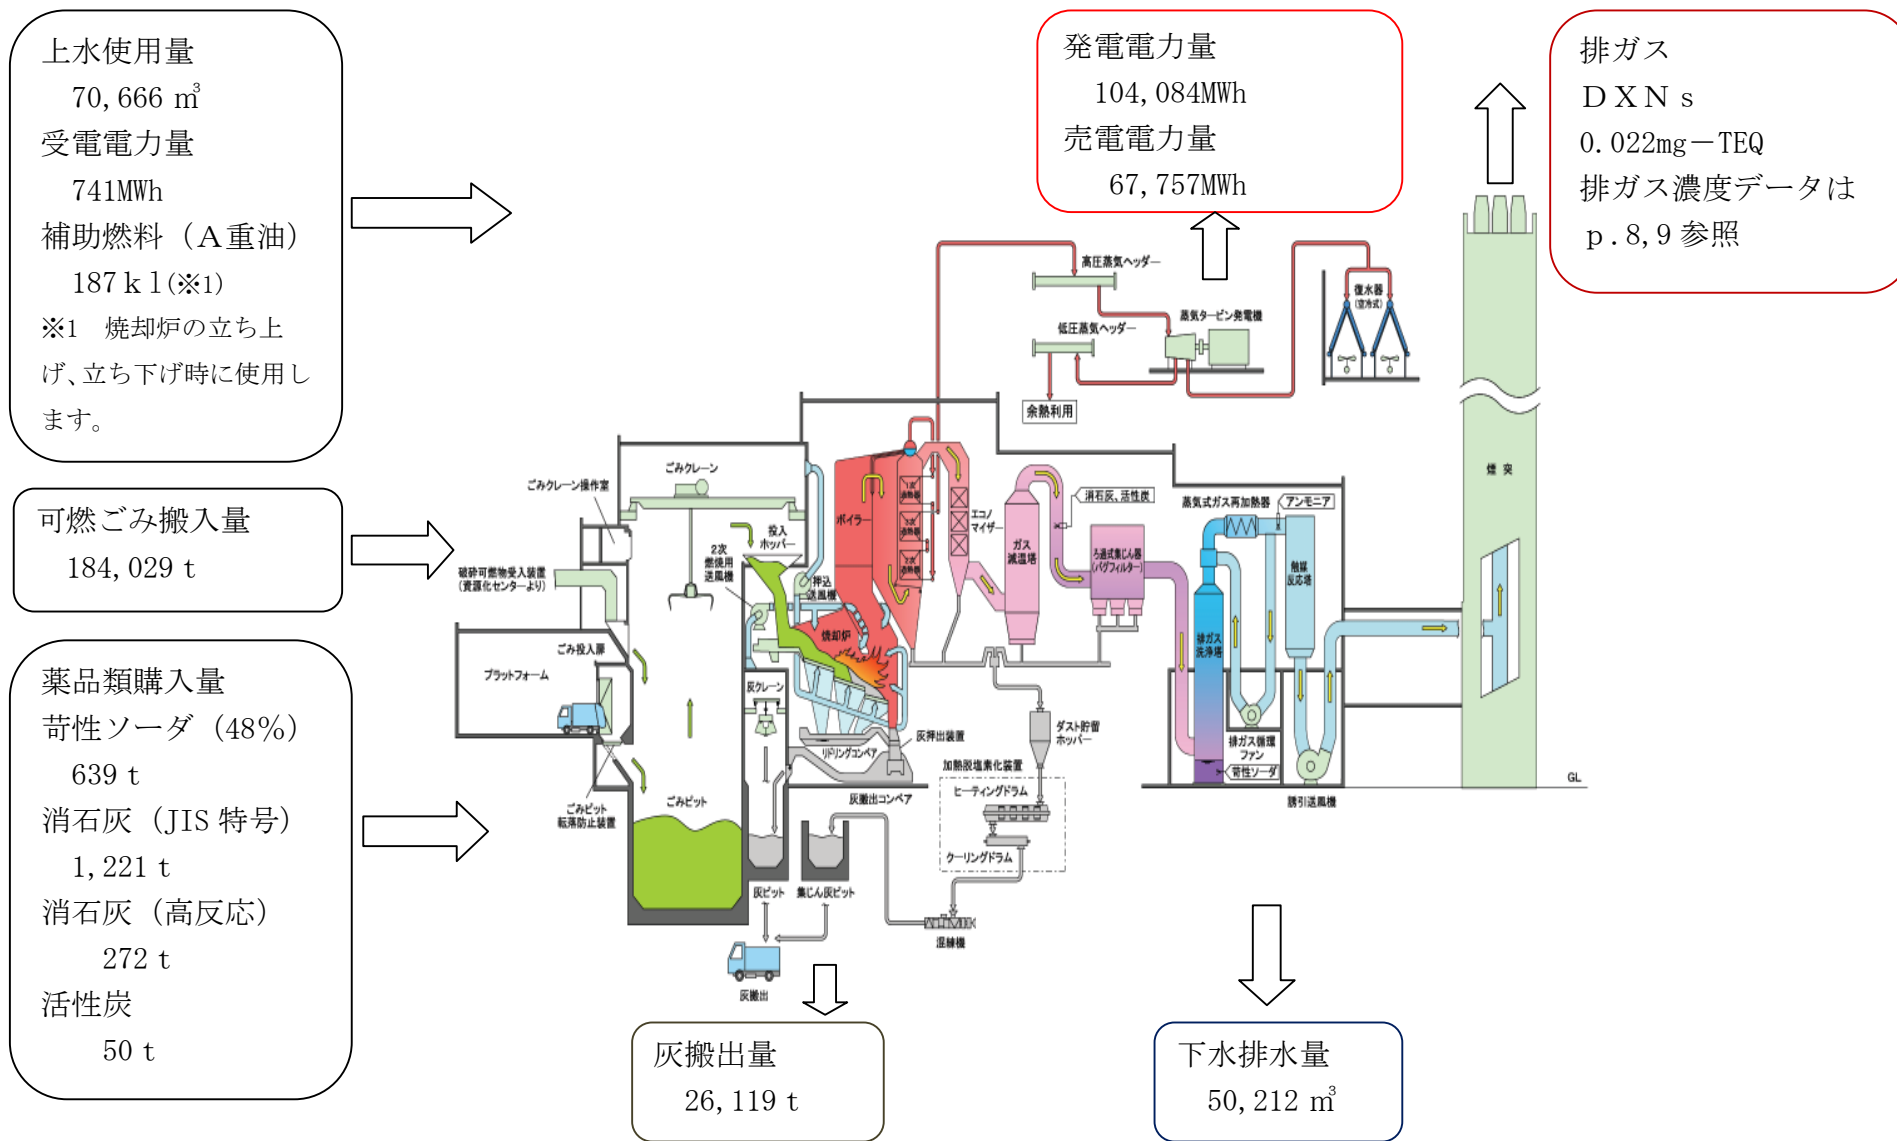 上水使用量
70,666 ㎥
受電電力量
741MWh
補助燃料（Ａ重油）
187ｋｌ(※1)
※1　焼却炉の立ち上
げ、立ち下げ時に使用し
ます。
可燃ごみ搬入量
184,029ｔ
薬品類購入量
苛性ソーダ（48%）
639ｔ
消石灰（JIS 特号）
1,221ｔ
消石灰（高反応）
272ｔ
活性炭
50ｔ
発電電力量
104,084MWh
売電電力量
67,757MWh
排ガス
ＤＸＮｓ
0.022mg－TEQ
排ガス濃度データは
ｐ.8,9 参照
高圧蒸気ヘッダー
低圧蒸気ヘッダー
蒸気タービン発電機
復水器
(空冷式)
余熱利用
煙突
ごみクレーン
ごみクレーン操作室
破砕可燃物受入装置
(資源化センターより)
ごみ投入扉
プラットフォーム
ごみピット
転落防止装置
ごみピット
投入
ホッパー
2次
燃焼用
送風機
押込
送風機
焼却炉
ボイラー
1次
過熱器
2次
過熱器
3次
過熱器
エコノ
マイザー
ガス
減温塔
消石灰、活性炭
ろ過式集じん器
(バグフィルター)
蒸気式ガス再加熱器
アンモニア
触媒
反応塔
排ガス
洗浄塔
排ガス循環
ファン
苛性ソーダ
誘引送風機
GL
灰クレーン
リドリングコンベア
灰押出装置
灰搬出コンベア
ダスト貯留
ホッパー
加熱脱塩素化装置
ヒーティングドラム
クーリングドラム
混練機
灰ピット
集じん灰ピット
灰搬出
灰搬出量
26,119ｔ
下水排水量
50,212 ㎥